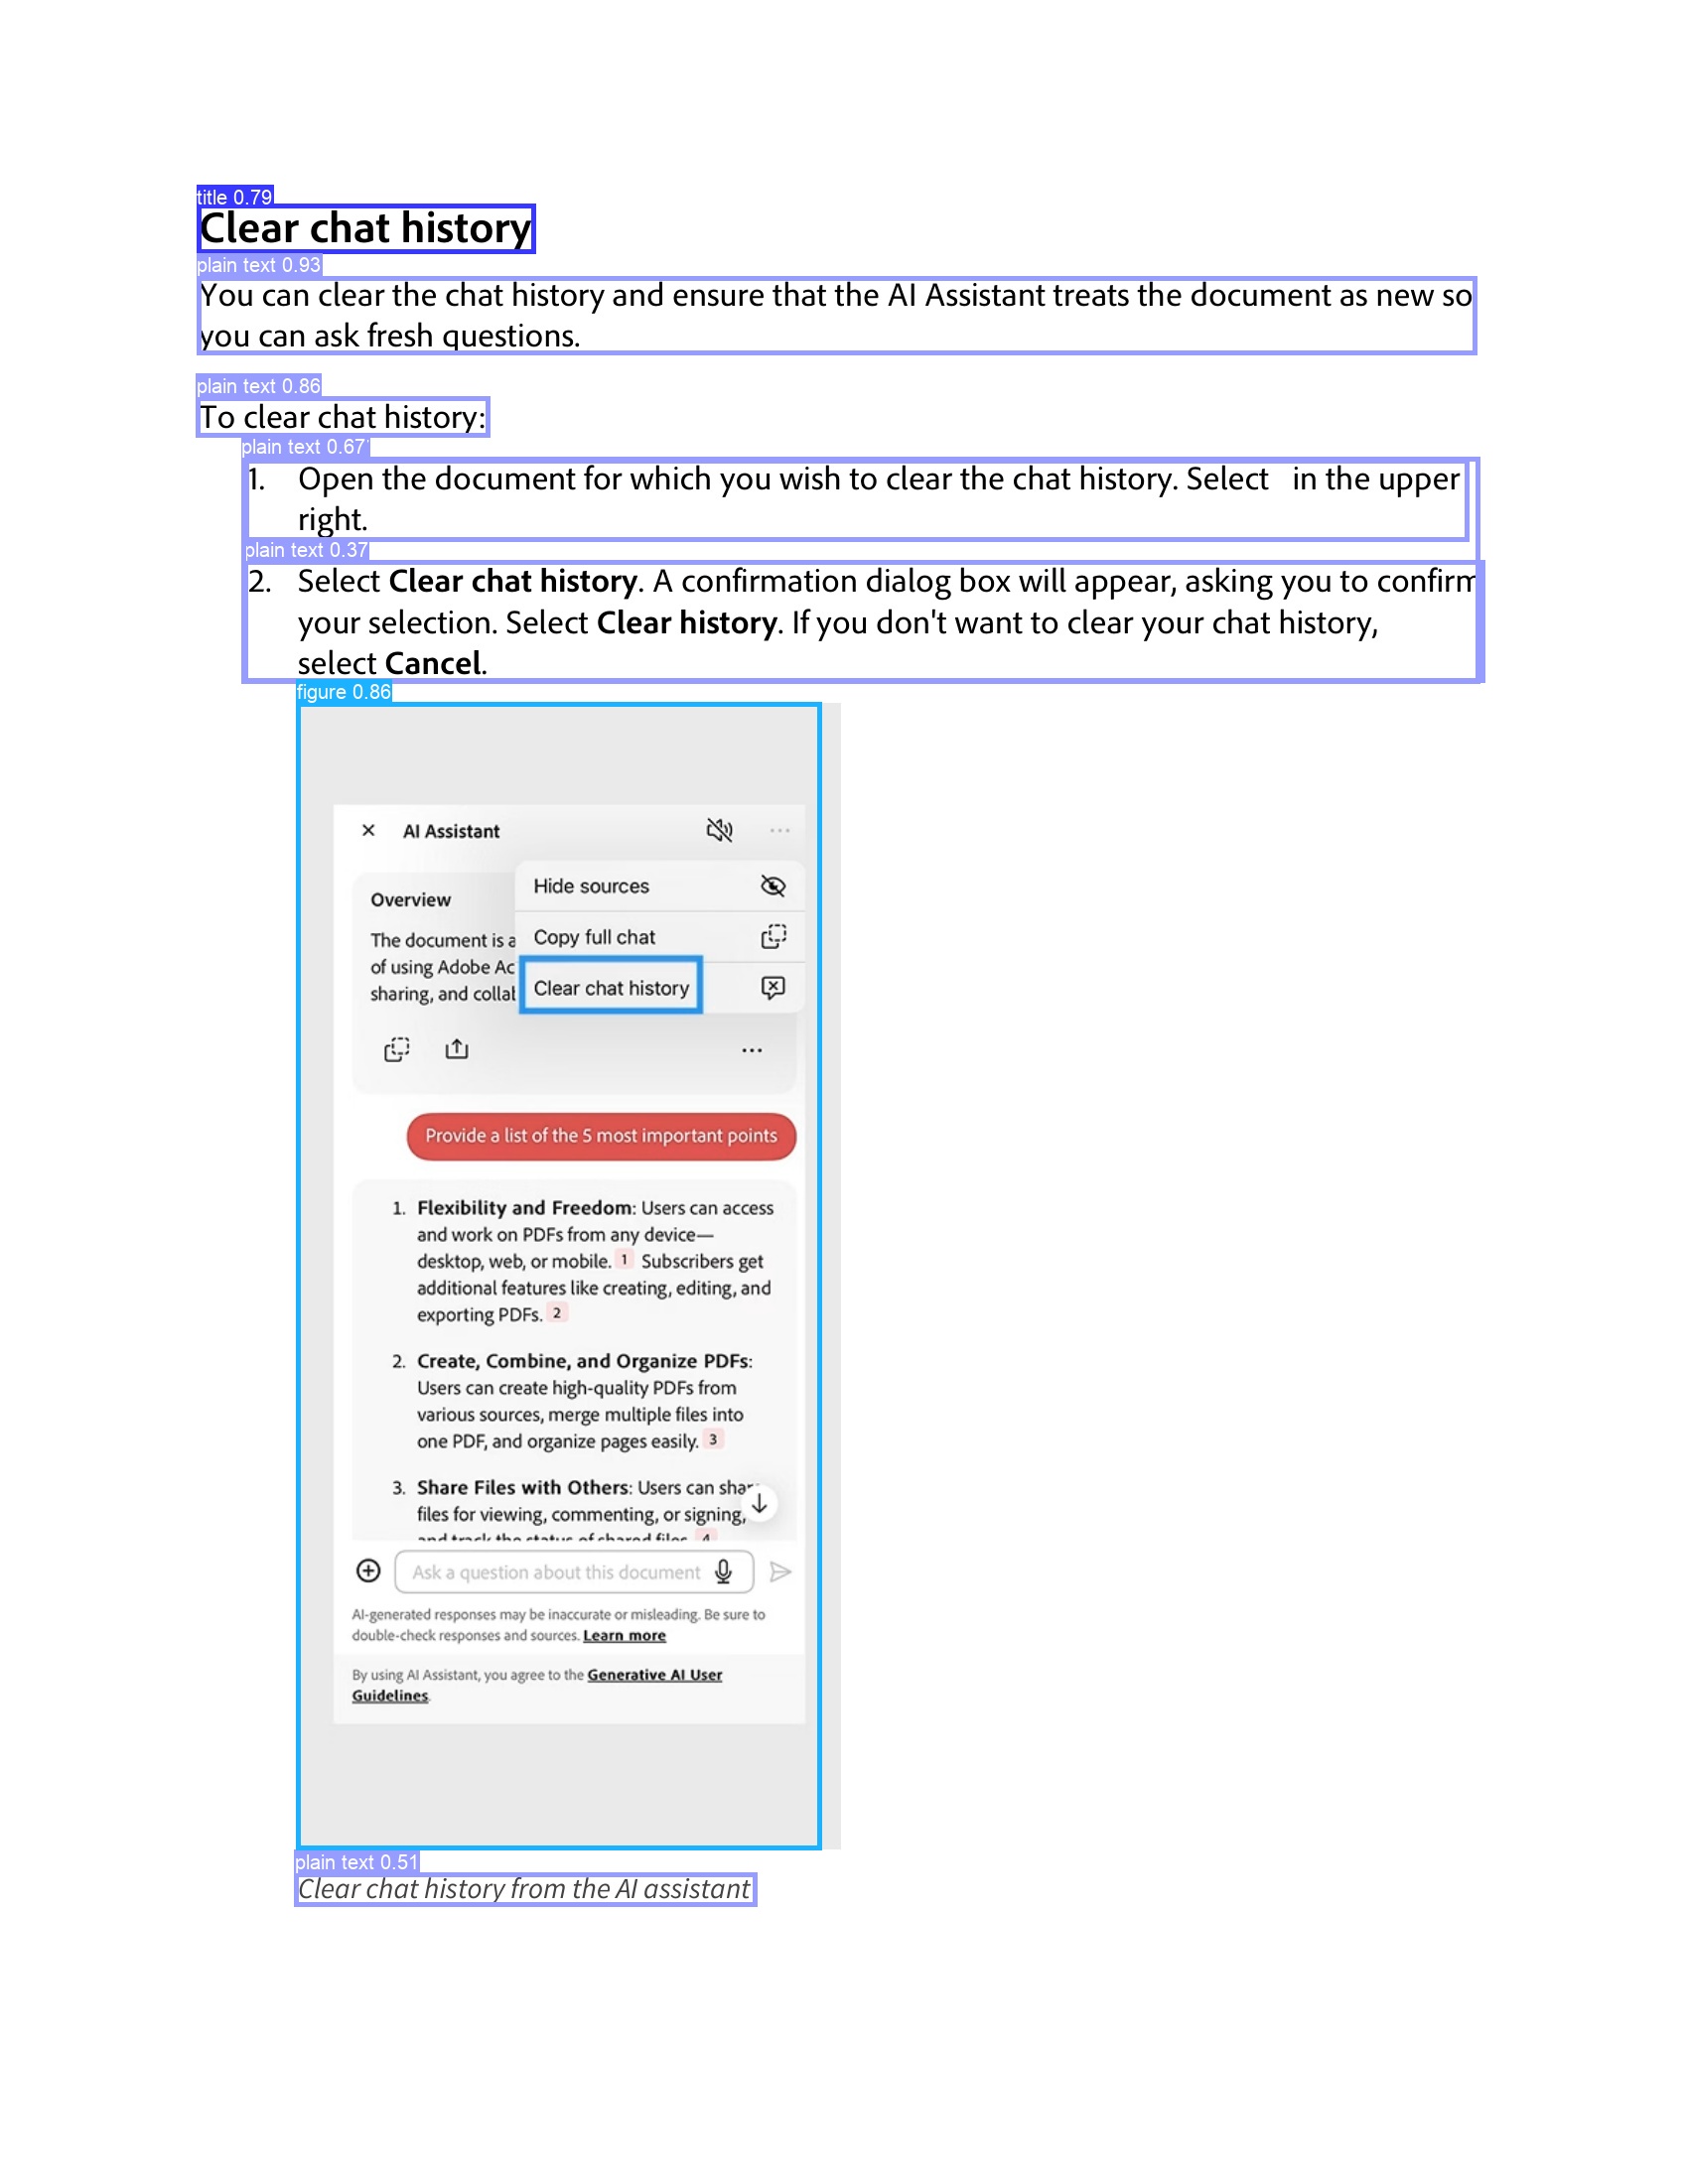 title 0.79
Clear chat history
plain text 0.93
You can clear the chat history and ensure that the AI Assistant treats the document as new so
you can ask fresh questions.
plain text 0.86
To clear chat history:
plain text 0.67
1. Open the document for which you wish to clear the chat history. Select in the upper
right.
plain text 0.37
2. Select Clear chat history. A confirmation dialog box will appear, asking you to confirm
your selection. Select Clear history. If you don't want to clear your chat history,
select Cancel.
figure 0.86
AI Assistant
Hide sources
Overview
Copy full chat
The document is a
of using Adobe Ac
Clear chat history
sharing, and collab
Provide a list of the 5 most important points
1. Flexibility and Freedom: Users can access
and work on PDFs from any device—
desktop, web, or mobile. 1 Subscribers get
additional features like creating, editing, and
exporting PDFs. 2
2. Create, Combine, and Organize PDFs:
Users can create high-quality PDFs from
various sources, merge multiple files into
one PDF, and organize pages easily. 3
3. Share Files with Others: Users can share
files for viewing, commenting, or signing,
and track the status of shared files. 4
Ask a question about this document
AI-generated responses may be inaccurate or misleading. Be sure to
double-check responses and sources. Learn more
By using AI Assistant, you agree to the Generative AI User
Guidelines.
plain text 0.51
Clear chat history from the AI assistant